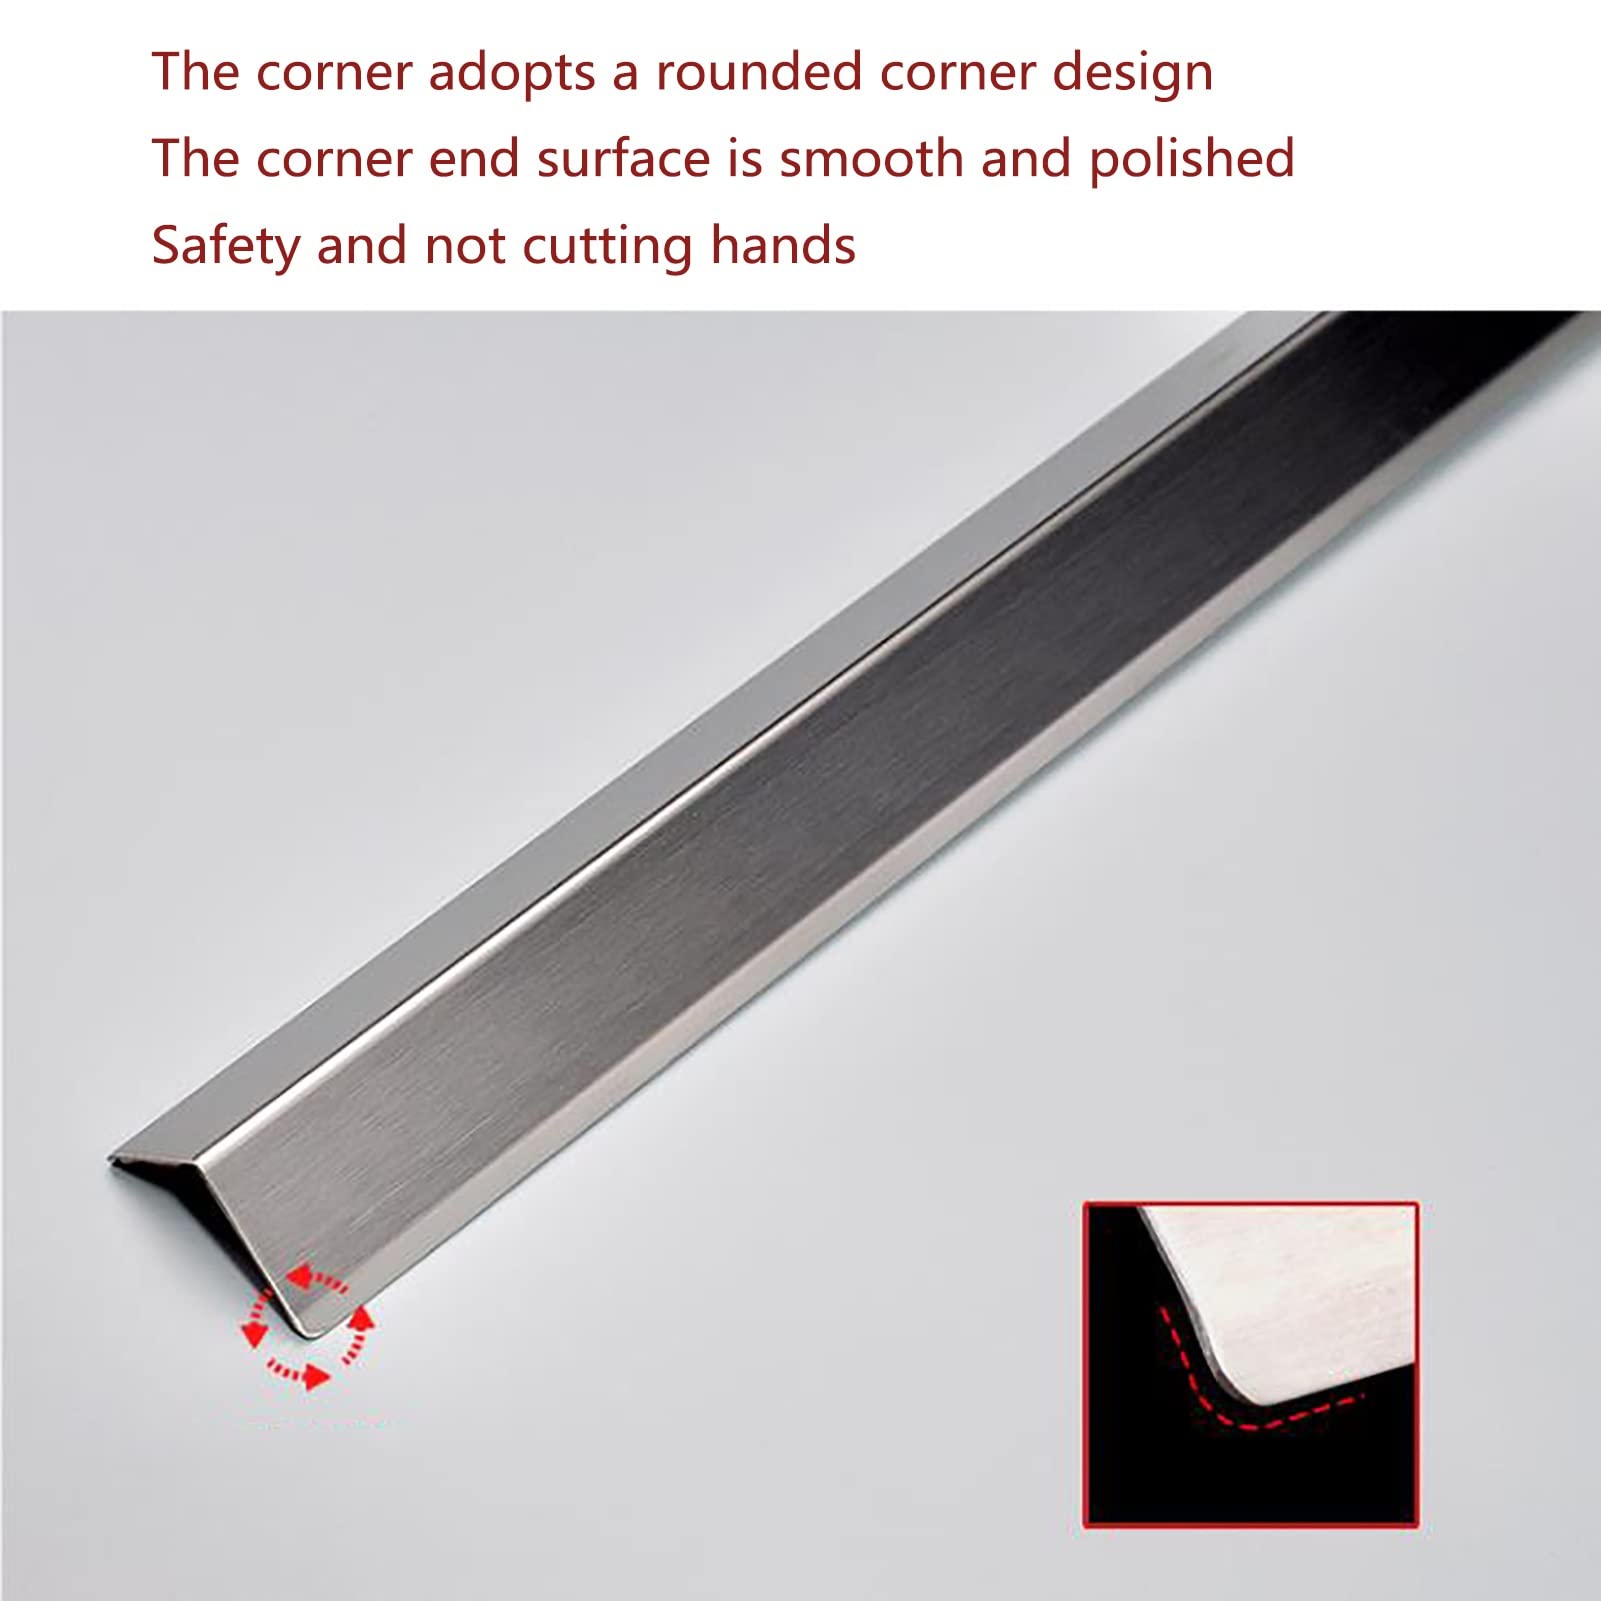 The corner adopts a rounded corner design
The corner end surface is smooth and polished
Safety and not cutting hands